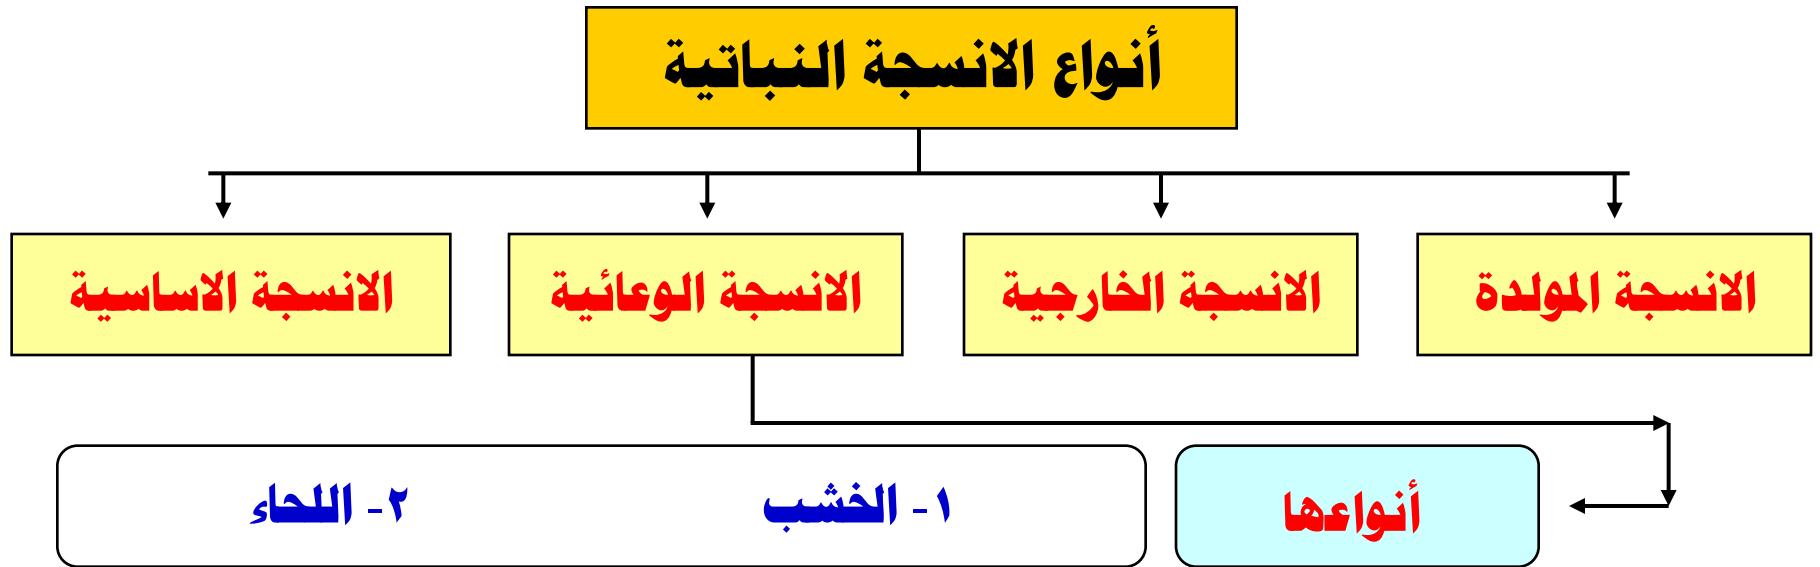 أنواع الانسجة النباتية
الانسجة المولدة
الانسجة الخارجية
الانسجة الوعائية
الانسجة الاساسية
أنواعها
١- الخشب
٢- اللحاء